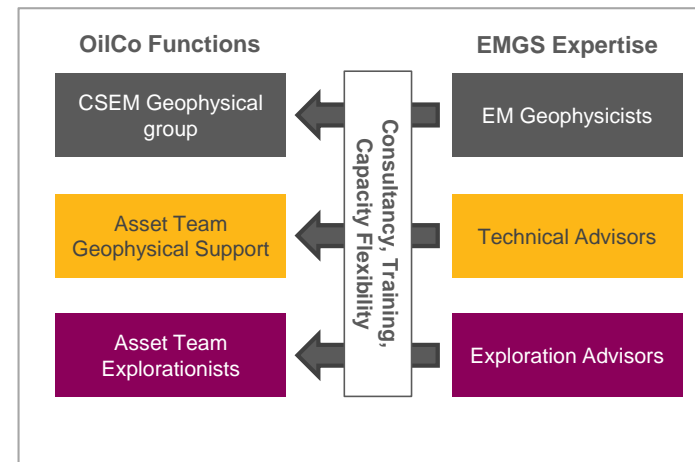 OilCo Functions
EMGS Expertise
CSEM Geophysical
group
EM Geophysicists
Consultancy, Training,
Capacity Flexibility
Asset Team
Geophysical Support
Technical Advisors
Asset Team
Explorationists
Exploration Advisors